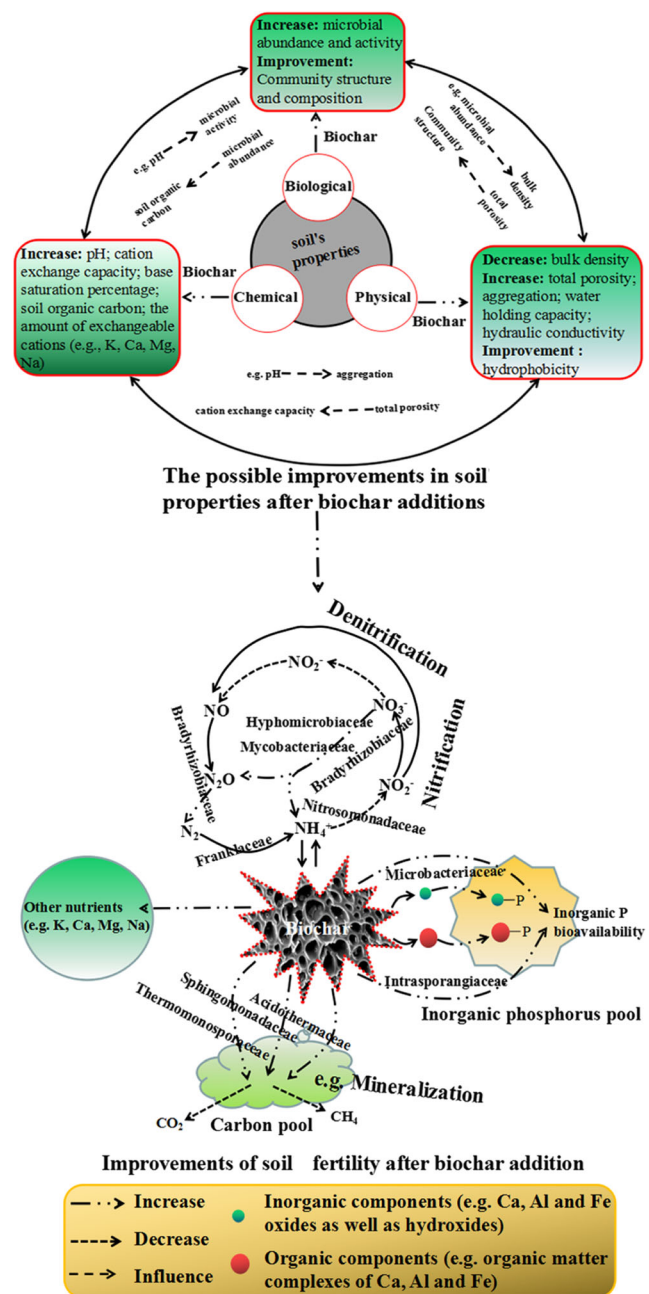 Increase: microbial
abundance and activity
Improvement:
Community structure
and composition
e.g. pH
microbial
activity
soil organic
carbon
microbial
abundance
Biochar
e.g. microbial
abundance
bulk
density
Community
structure
total
porosity
Biological
soil's
properties
Chemical
Physical
Biochar
Biochar
Increase: pH; cation
exchange capacity; base
saturation percentage;
soil organic carbon; the
amount of exchangeable
cations (e.g., K, Ca, Mg,
Na)
Decrease: bulk density
Increase: total porosity;
aggregation; water
holding capacity;
hydraulic conductivity
Improvement :
hydrophobicity
e.g. pH
aggregation
cation exchange capacity
total porosity
The possible improvements in soil
properties after biochar additions
Denitrification
NO₂⁻
NO
NO₃⁻
Hyphomicrobiaceae
Mycobacteriaceae
Bradyrhizobiaceae
Bradyrhizobiaceae
Nitrification
N₂O
NO₂⁻
Nitrosomonadaceae
N₂
NH₄⁺
Franklaceae
Microbacteriaceae
Other nutrients
(e.g. K, Ca, Mg, Na)
Biochar
P
P
Inorganic P
bioavailability
Intrasporangiaceae
Inorganic phosphorus pool
Acidothermaceae
Sphingomonadaceae
Thermomonosporaceae
e.g. Mineralization
CO₂
CH₄
Carbon pool
Improvements of soil fertility after biochar addition
Increase
Decrease
Influence
Inorganic components (e.g. Ca, Al and Fe
oxides as well as hydroxides)
Organic components (e.g. organic matter
complexes of Ca, Al and Fe)